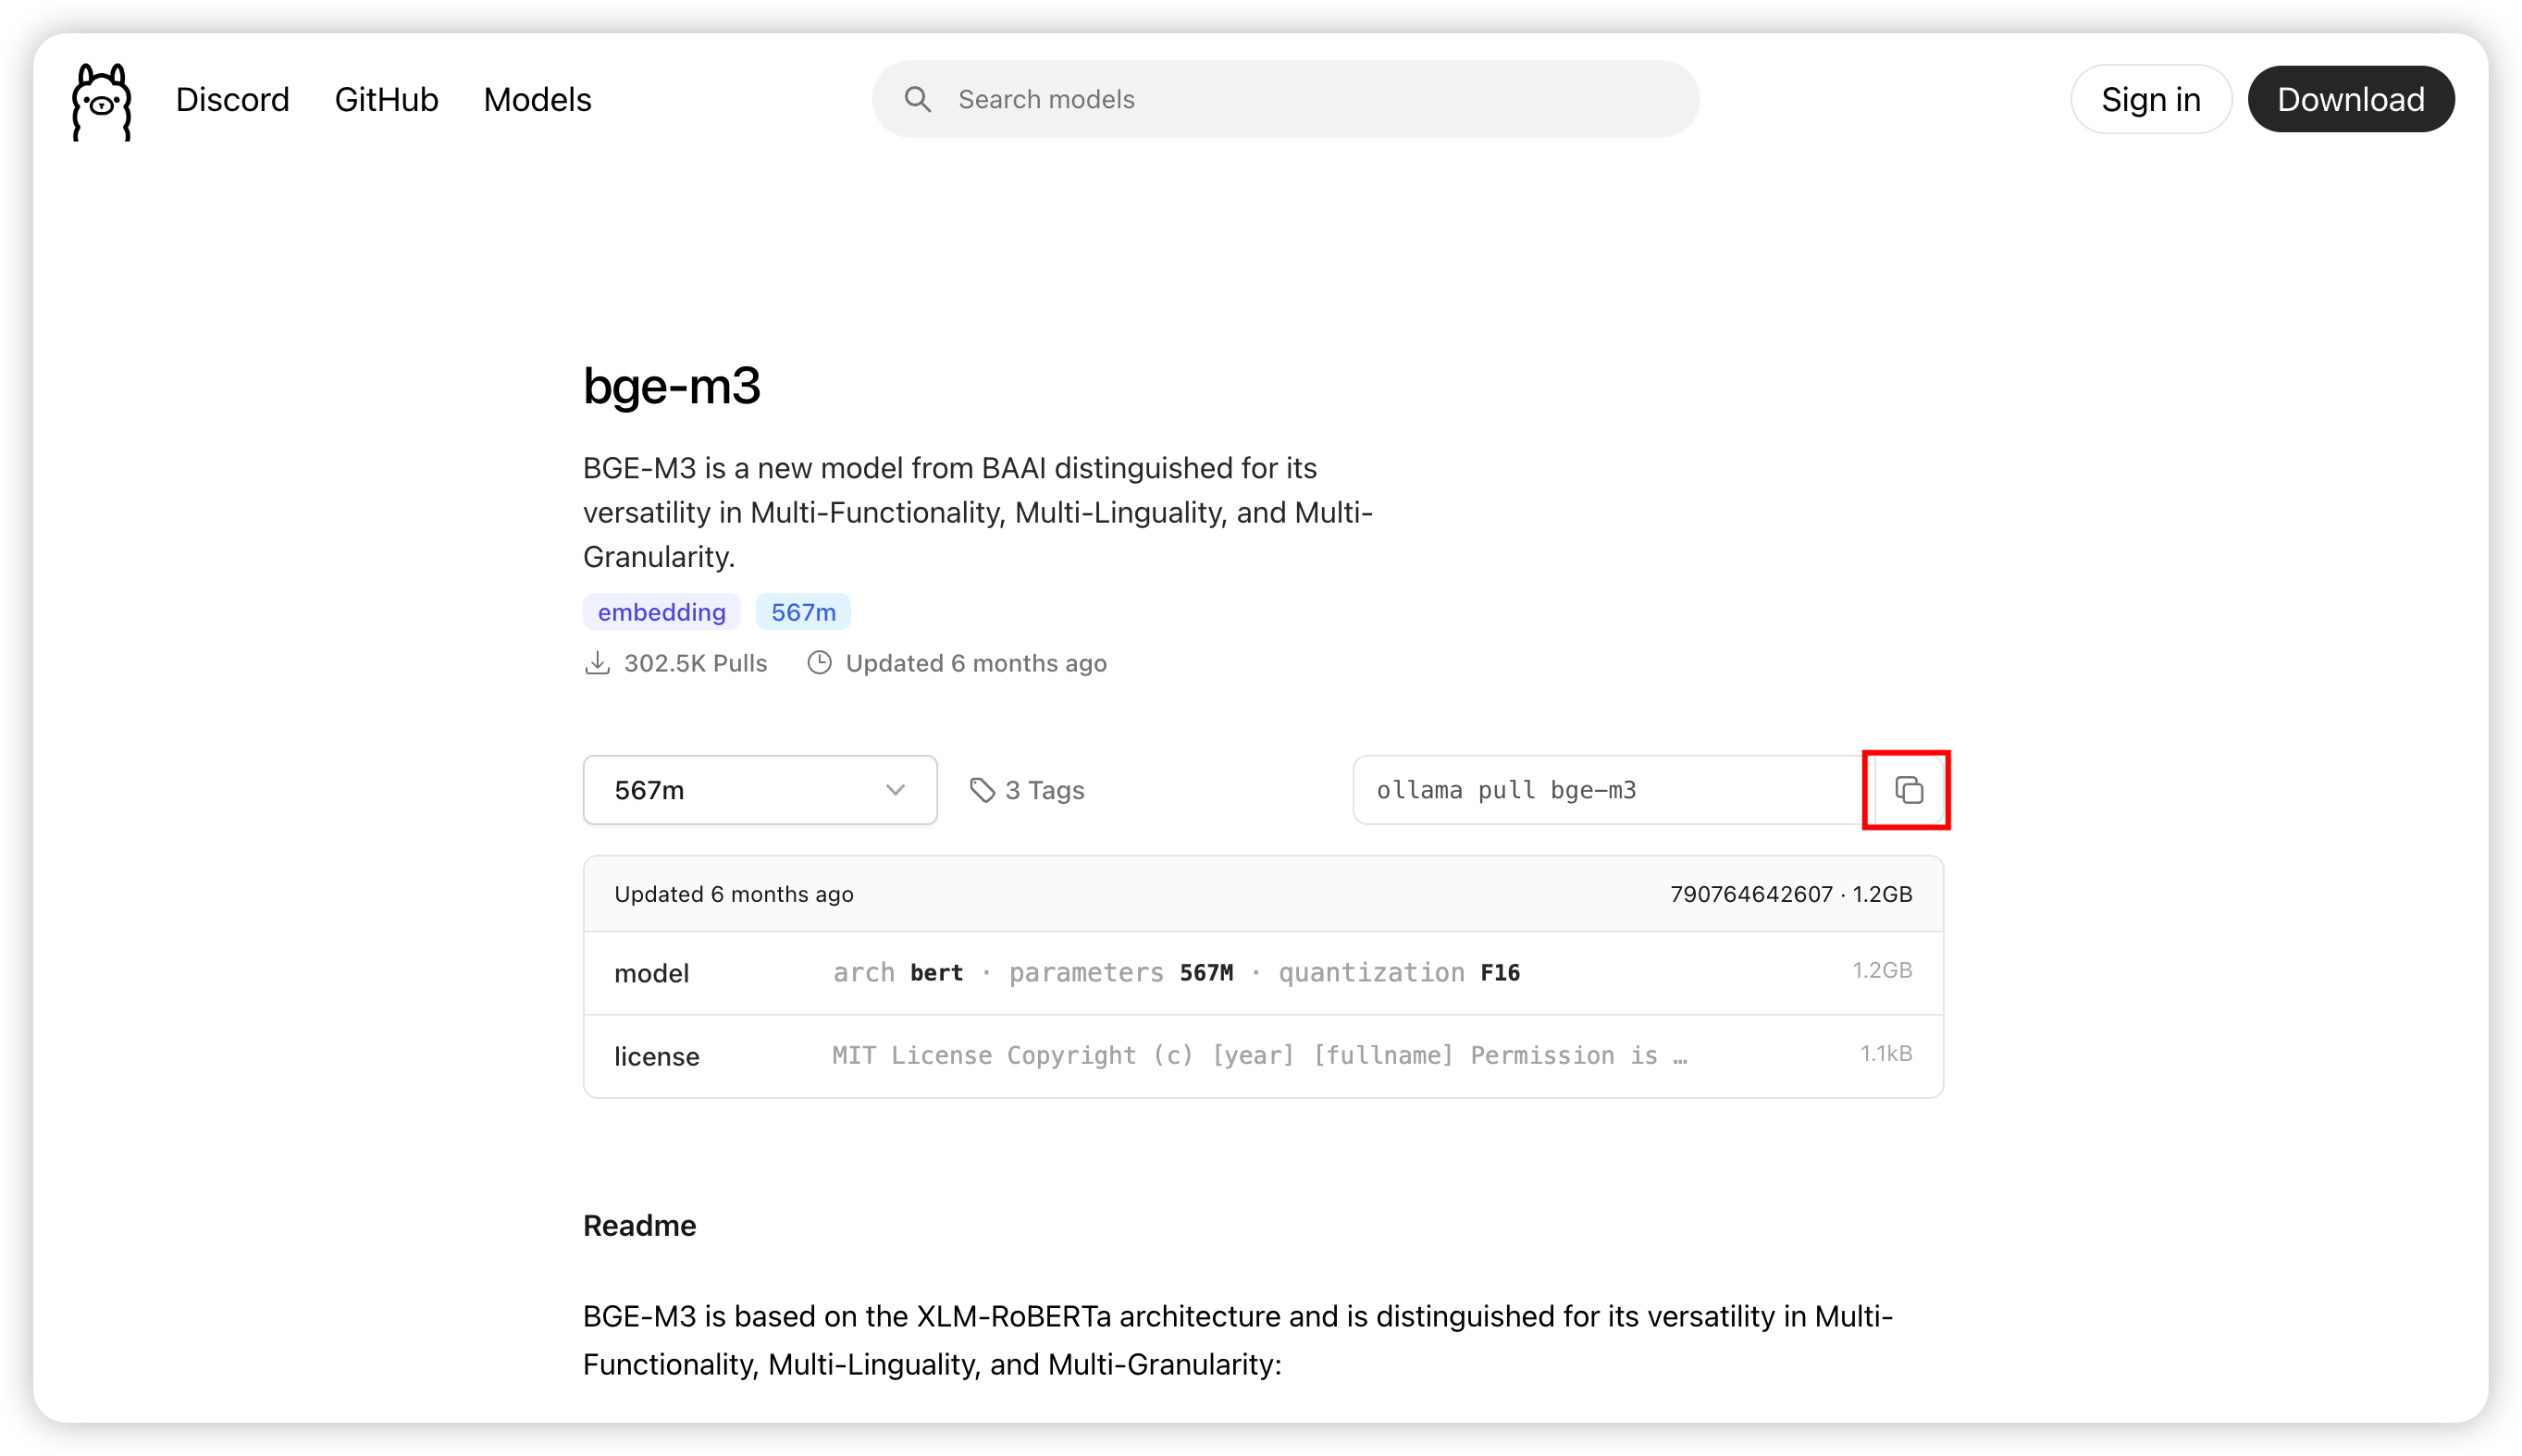 Discord GitHub Models Search models Sign in Download
bge-m3
BGE-M3 is a new model from BAAI distinguished for its
versatility in Multi-Functionality, Multi-Linguality, and Multi-
Granularity.
embedding 567m
302.5K Pulls Updated 6 months ago
567m 3 Tags ollama pull bge-m3
Updated 6 months ago 790764642607 · 1.2GB
model arch bert · parameters 567M · quantization F16 1.2GB
license MIT License Copyright (c) [year] [fullname] Permission is … 1.1kB
Readme
BGE-M3 is based on the XLM-RoBERTa architecture and is distinguished for its versatility in Multi-
Functionality, Multi-Linguality, and Multi-Granularity: